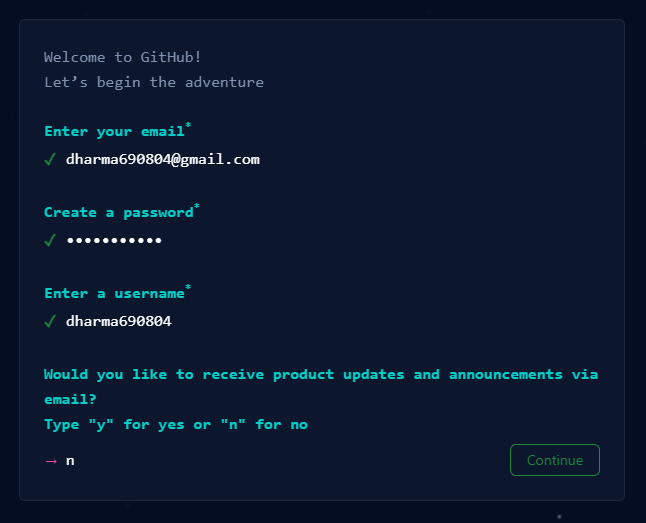 Welcome to GitHub!
Let’s begin the adventure
Enter your email*
✓ dharma690804@gmail.com
Create a password*
✓ •••••••••••
Enter a username*
✓ dharma690804
Would you like to receive product updates and announcements via
email?
Type "y" for yes or "n" for no
→ n
Continue